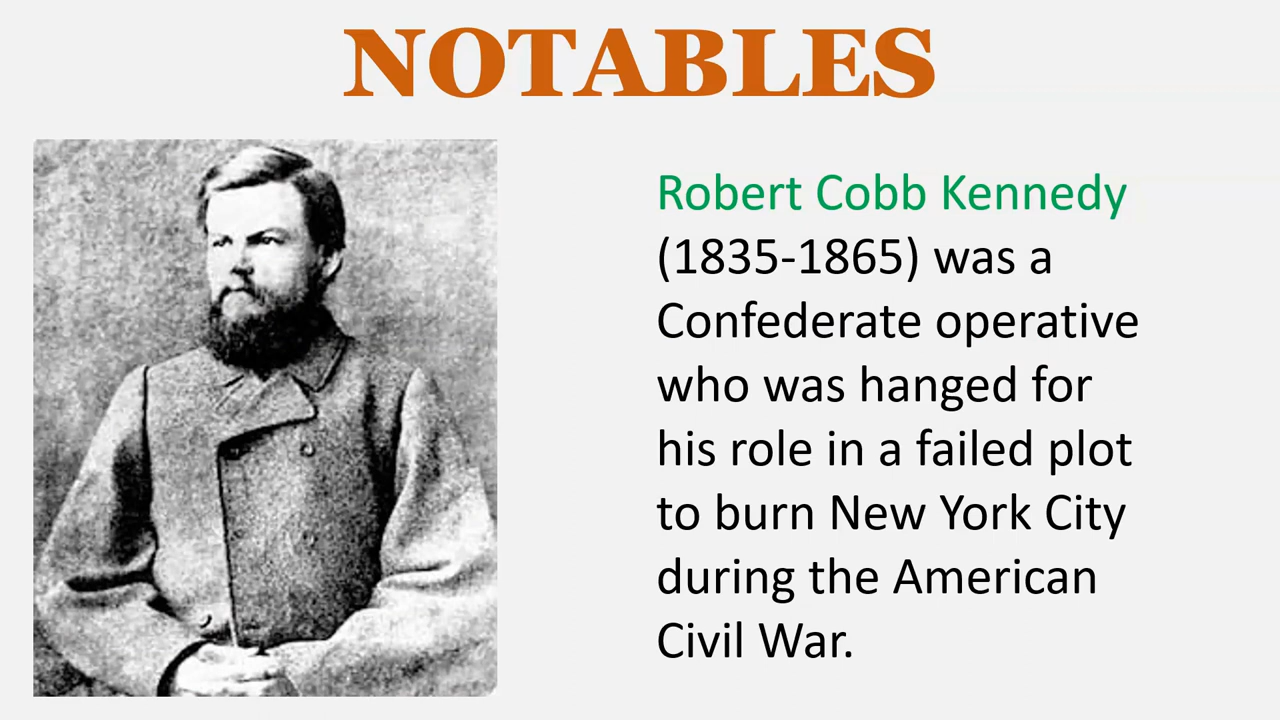 NOTABLES
Robert Cobb Kennedy
(1835-1865) was a
Confederate operative
who was hanged for
his role in a failed plot
to burn New York City
during the American
Civil War.